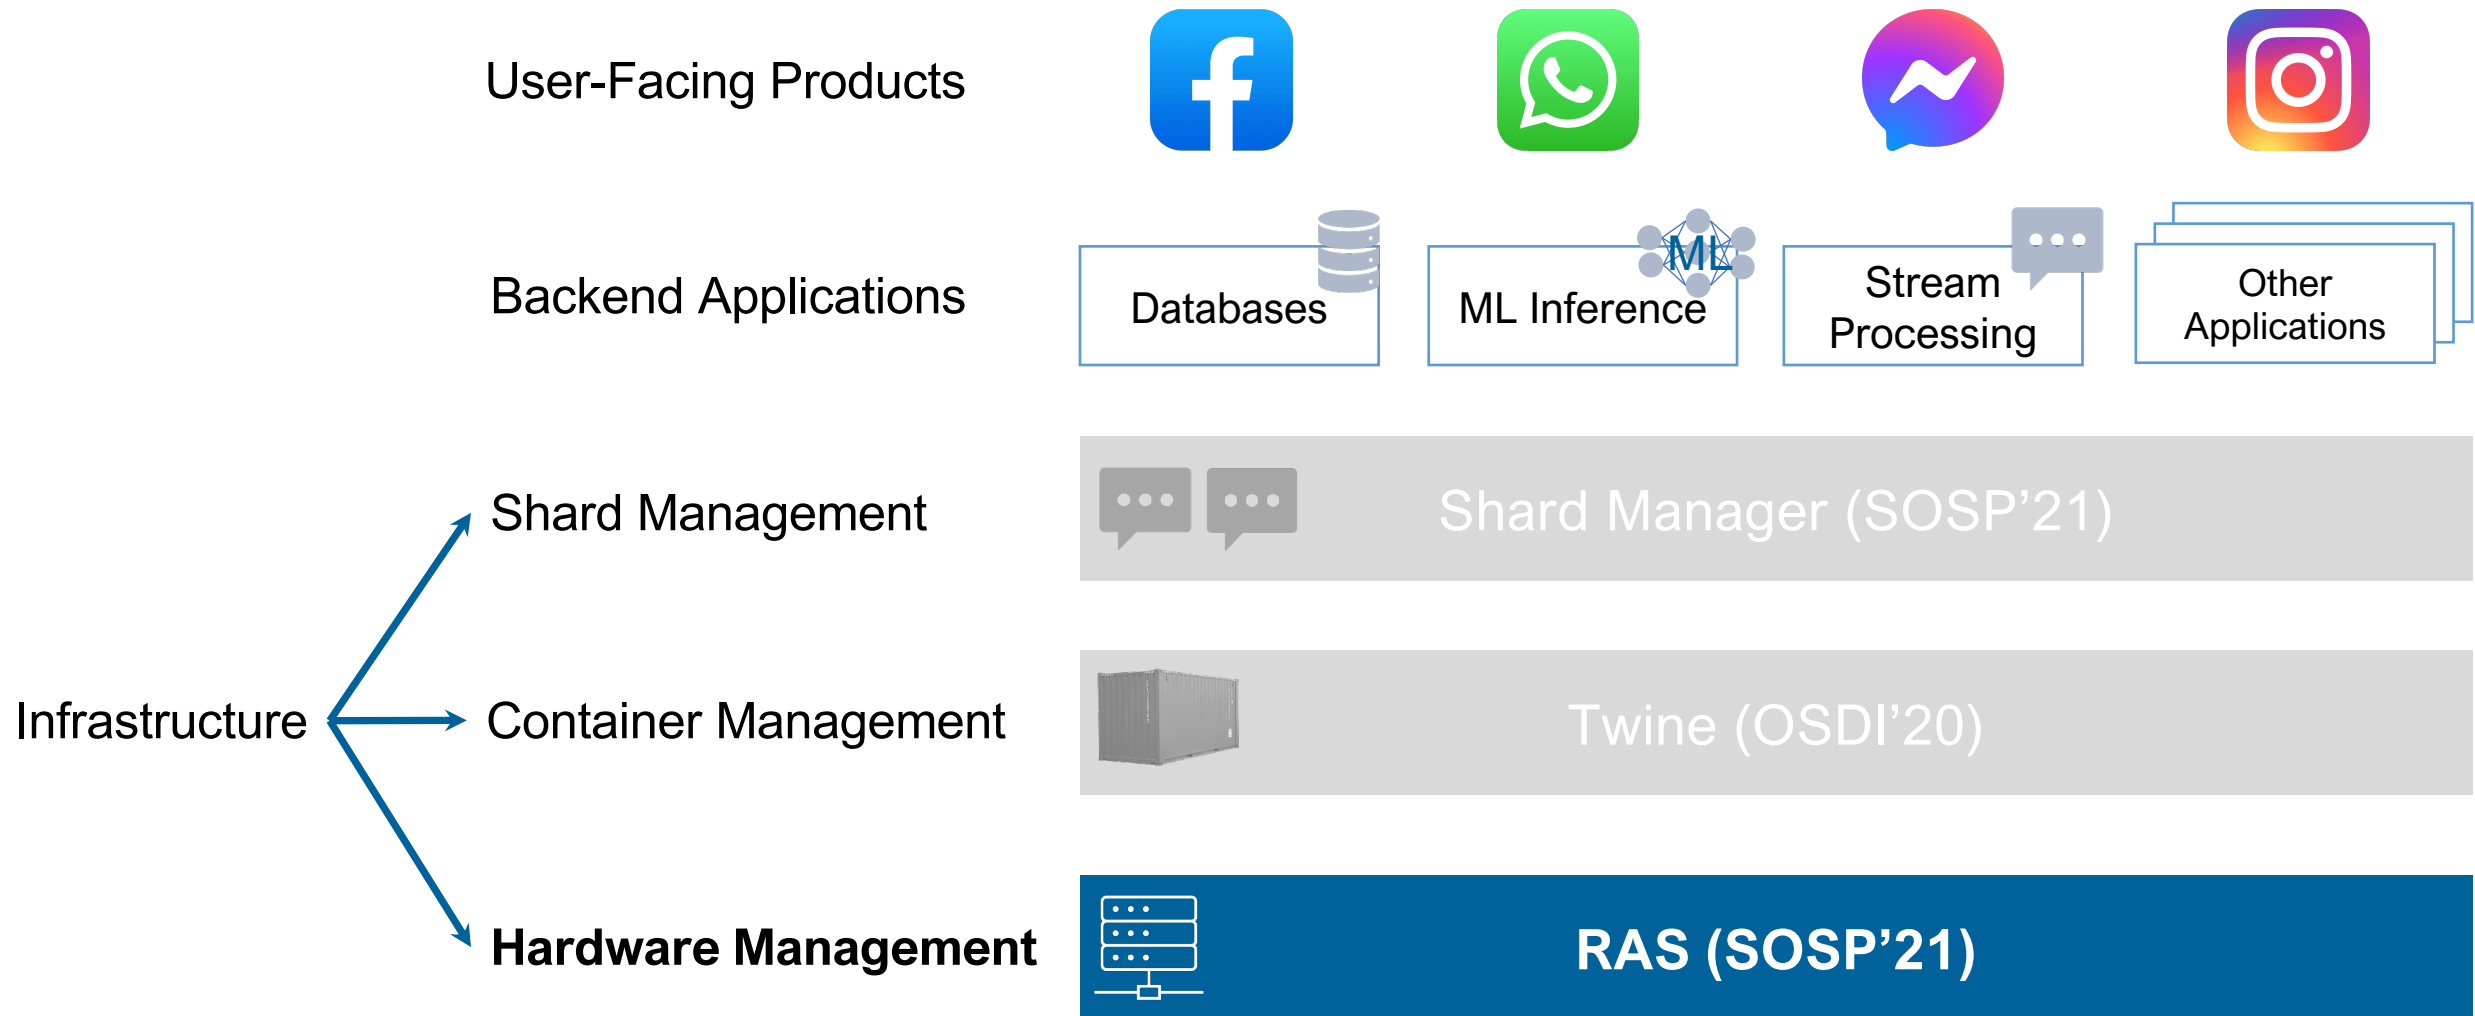 User-Facing Products
Backend Applications
Databases
ML
ML Inference
Stream
Processing
Other
Applications
Shard Management
Shard Manager (SOSP’21)
Infrastructure
Container Management
Twine (OSDI’20)
Hardware Management
RAS (SOSP’21)